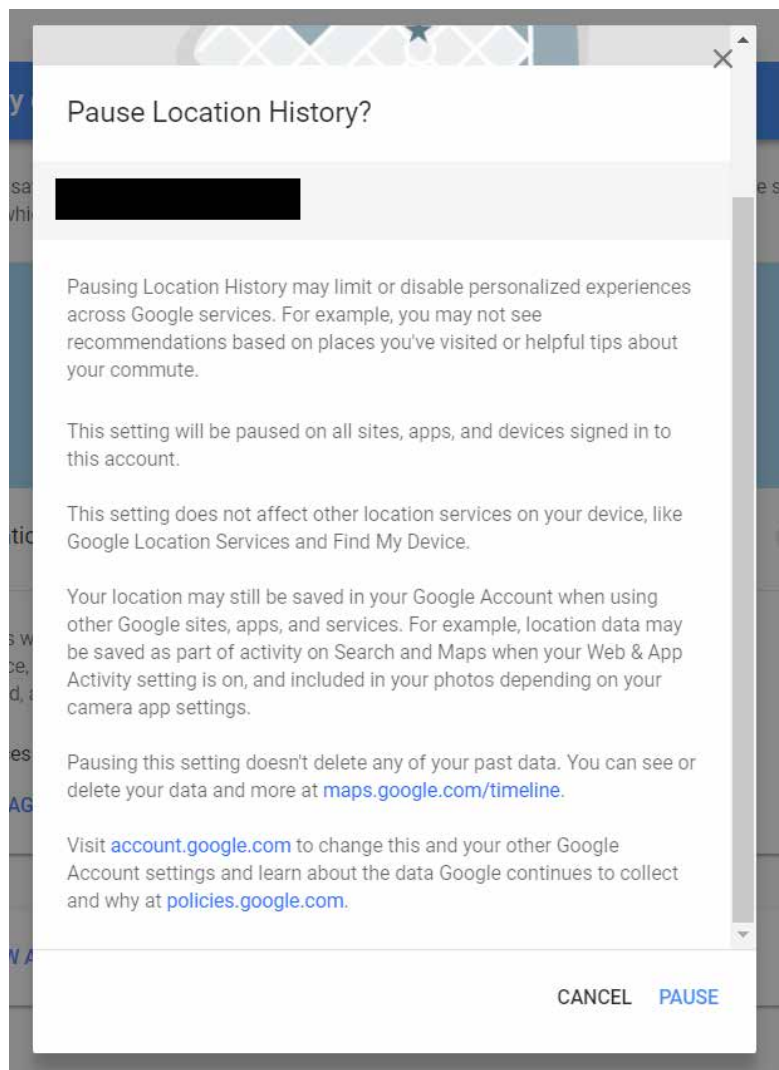 Pause Location History?
Pausing Location History may limit or disable personalized experiences
across Google services. For example, you may not see
recommendations based on places you've visited or helpful tips about
your commute.
This setting will be paused on all sites, apps, and devices signed in to
this account.
This setting does not affect other location services on your device, like
Google Location Services and Find My Device.
Your location may still be saved in your Google Account when using
other Google sites, apps, and services. For example, location data may
be saved as part of activity on Search and Maps when your Web & App
Activity setting is on, and included in your photos depending on your
camera app settings.
Pausing this setting doesn't delete any of your past data. You can see or
delete your data and more at maps.google.com/timeline.
Visit account.google.com to change this and your other Google
Account settings and learn about the data Google continues to collect
and why at policies.google.com.
CANCEL PAUSE